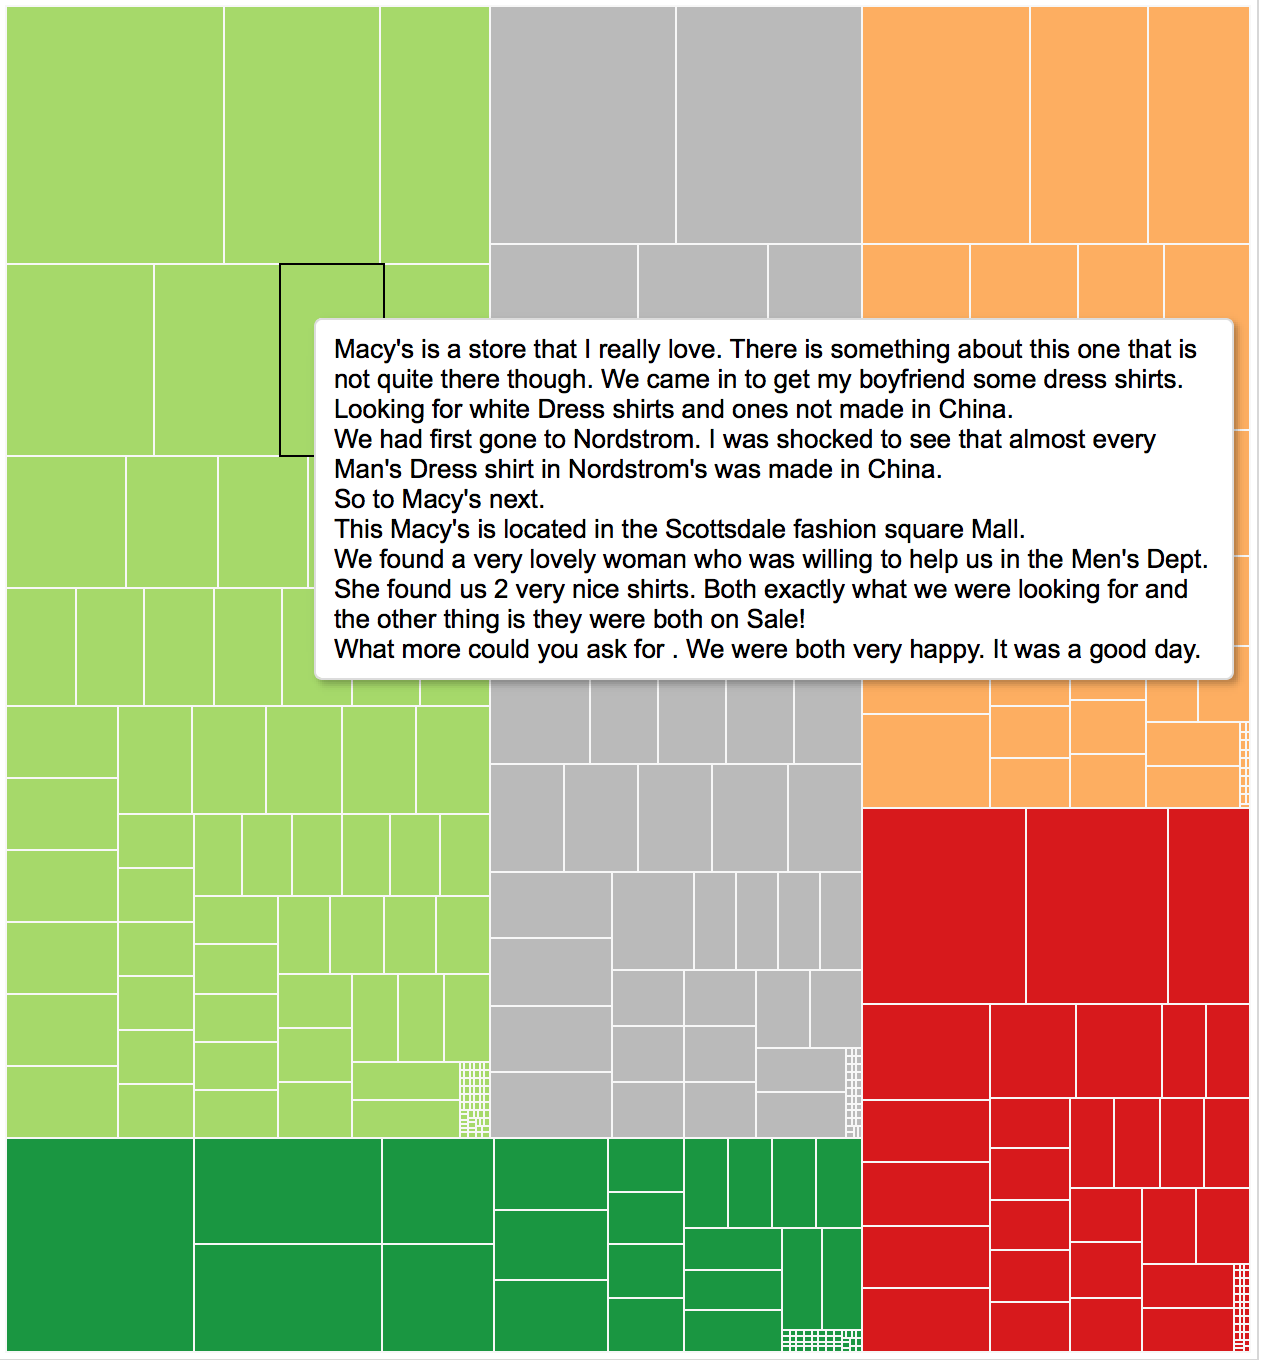 Macy's is a store that I really love. There is something about this one that is
not quite there though. We came in to get my boyfriend some dress shirts.
Looking for white Dress shirts and ones not made in China.
We had first gone to Nordstrom. I was shocked to see that almost every
Man's Dress shirt in Nordstrom's was made in China.
So to Macy's next.
This Macy's is located in the Scottsdale fashion square Mall.
We found a very lovely woman who was willing to help us in the Men's Dept.
She found us 2 very nice shirts. Both exactly what we were looking for and
the other thing is they were both on Sale!
What more could you ask for . We were both very happy. It was a good day.